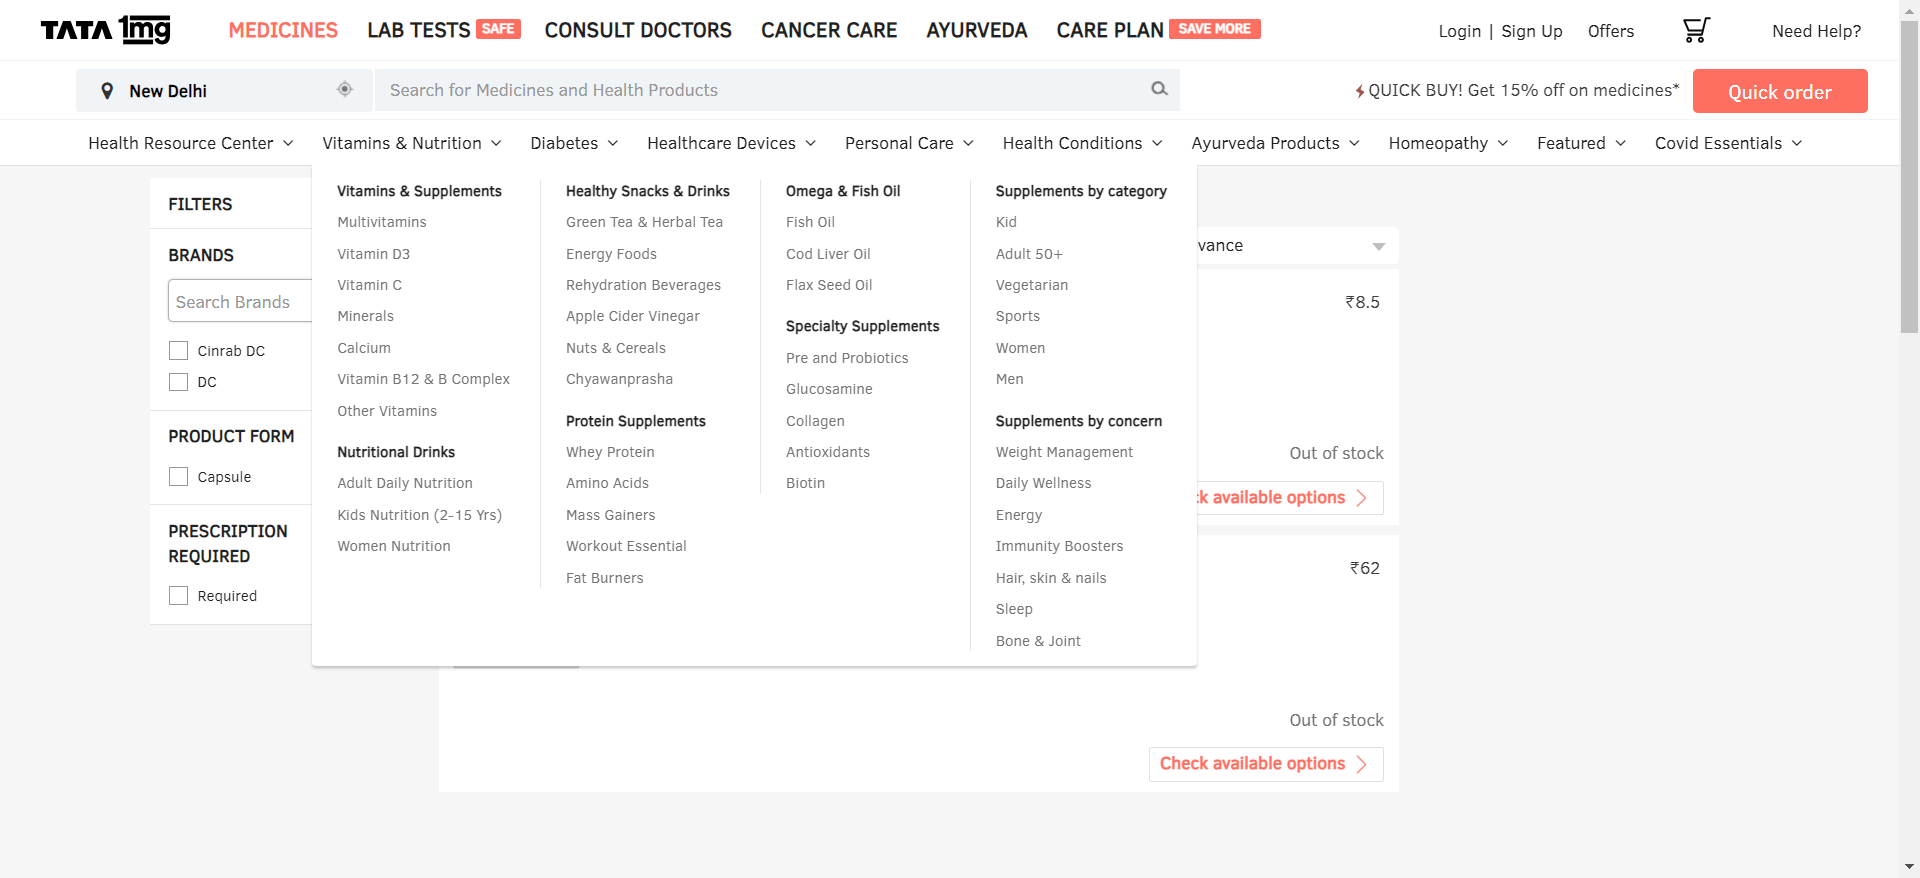 TATA 1mg
MEDICINES
LAB TESTS SAFE
CONSULT DOCTORS
CANCER CARE
AYURVEDA
CARE PLAN SAVE MORE
Login | Sign Up
Offers
Need Help?
New Delhi
Search for Medicines and Health Products
QUICK BUY! Get 15% off on medicines*
Quick order
Health Resource Center
Vitamins & Nutrition
Diabetes
Healthcare Devices
Personal Care
Health Conditions
Ayurveda Products
Homeopathy
Featured
Covid Essentials
FILTERS
BRANDS
Search Brands
Cinrab DC
DC
PRODUCT FORM
Capsule
PRESCRIPTION
REQUIRED
Required
Vitamins & Supplements
Multivitamins
Vitamin D3
Vitamin C
Minerals
Calcium
Vitamin B12 & B Complex
Other Vitamins
Nutritional Drinks
Adult Daily Nutrition
Kids Nutrition (2-15 Yrs)
Women Nutrition
Healthy Snacks & Drinks
Green Tea & Herbal Tea
Energy Foods
Rehydration Beverages
Apple Cider Vinegar
Nuts & Cereals
Chyawanprasha
Protein Supplements
Whey Protein
Amino Acids
Mass Gainers
Workout Essential
Fat Burners
Omega & Fish Oil
Fish Oil
Cod Liver Oil
Flax Seed Oil
Specialty Supplements
Pre and Probiotics
Glucosamine
Collagen
Antioxidants
Biotin
Supplements by category
Kid
Adult 50+
Vegetarian
Sports
Women
Men
Supplements by concern
Weight Management
Daily Wellness
Energy
Immunity Boosters
Hair, skin & nails
Sleep
Bone & Joint
vance
₹8.5
Out of stock
ck available options
₹62
Out of stock
Check available options